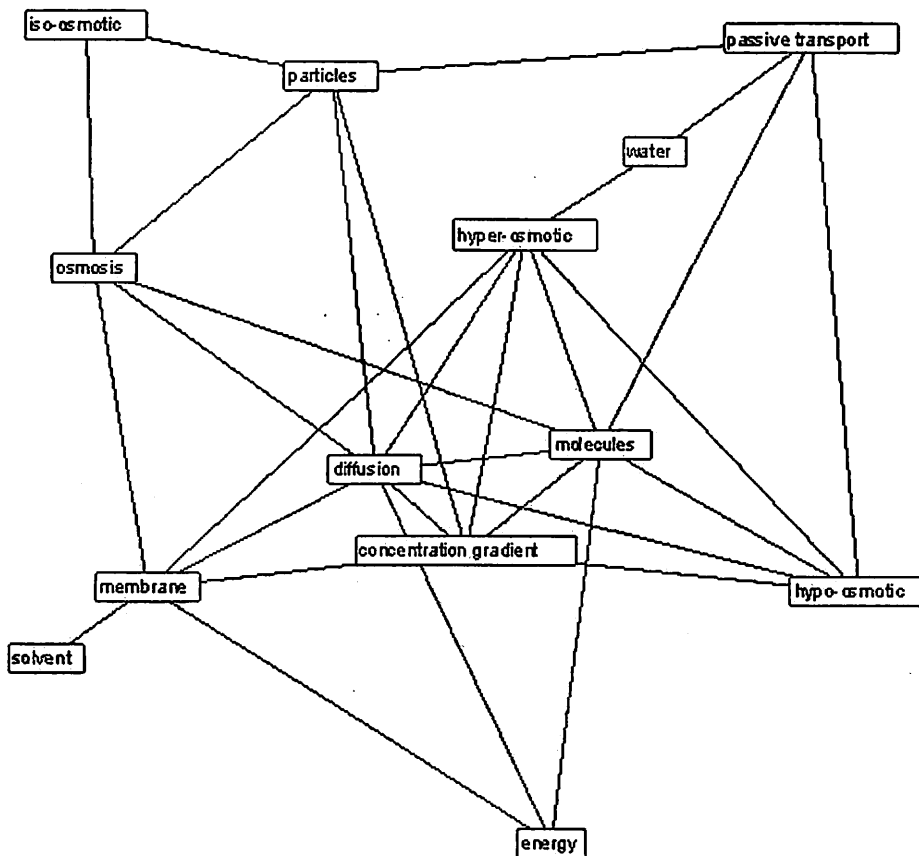 iso-osmotic
passive transport
particles
water
hyper-osmotic
osmosis
molecules
diffusion
concentration gradient
membrane
hypo-osmotic
solvent
energy